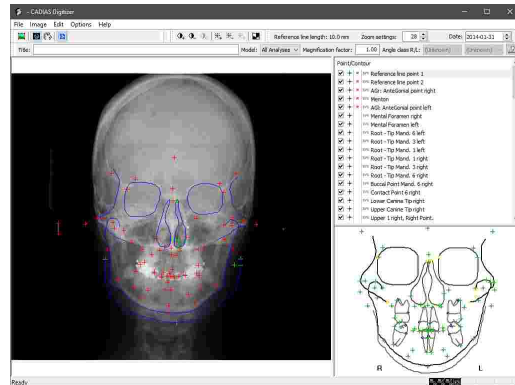 - CADIAS Digitizer
File Image Edit Options Help
Reference line length: 10.0 mm Zoom settings: 28 Date: 2014-01-31
Title: Model: All Analyses Magnification factor: 1.00 Angle class R/L: (Unknown) (Unknown)
Point/Contour
Reference line point 1
Reference line point 2
AGr: AnteGonial point right
Menton
AGl: AnteGonial point left
Mental Foramen right
Mental Foramen left
Root - Tip Mand. 6 left
Root - Tip Mand. 3 left
Root - Tip Mand. 1 left
Root - Tip Mand. 1 right
Root - Tip Mand. 3 right
Root - Tip Mand. 6 right
Buccal Point Mand. 6 right
Contact Point 6 right
Lower Canine Tip right
Upper Canine Tip right
Upper 1 right, Right Point.
R L
Ready